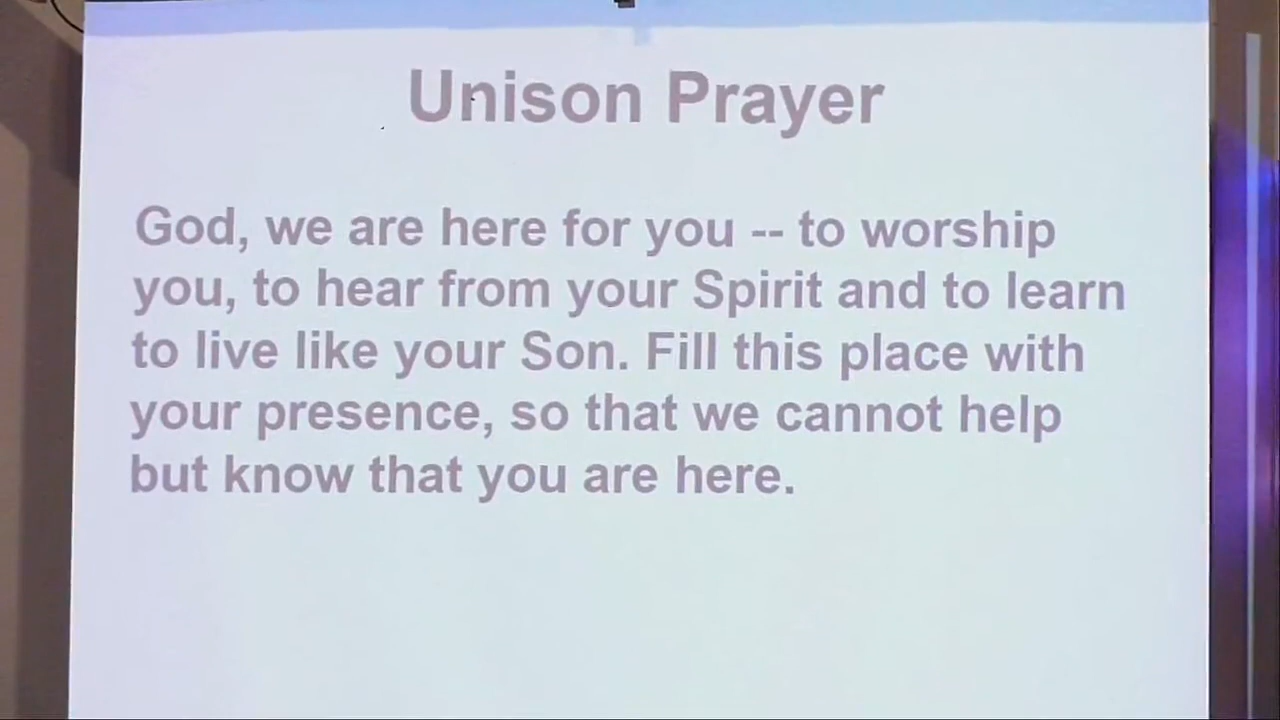 Unison Prayer
God, we are here for you -- to worship
you, to hear from your Spirit and to learn
to live like your Son. Fill this place with
your presence, so that we cannot help
but know that you are here.